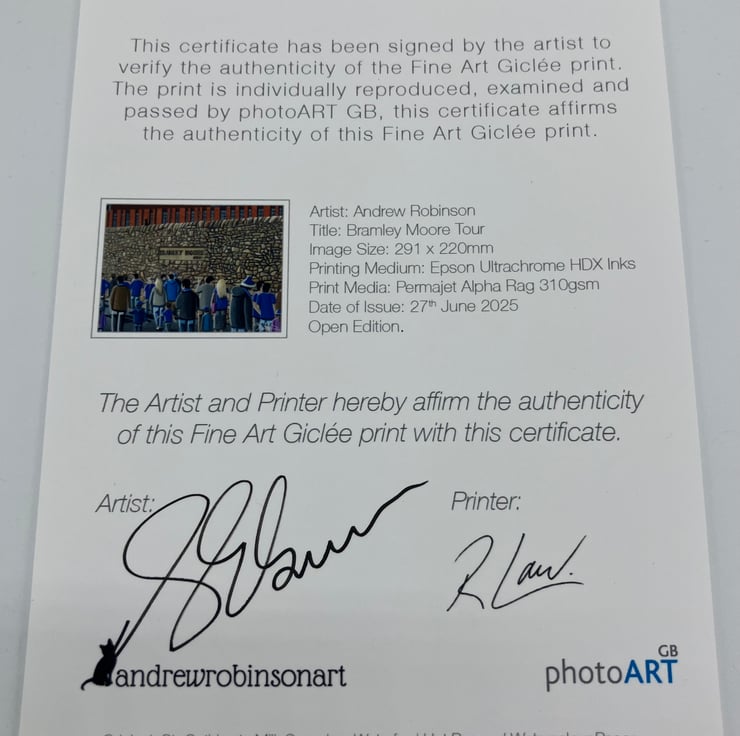 This certificate has been signed by the artist to
verify the authenticity of the Fine Art Giclée print.
The print is individually reproduced, examined and
passed by photoART GB, this certificate affirms
the authenticity of this Fine Art Giclée print.
BRAMLEY MOORE
Artist: Andrew Robinson
Title: Bramley Moore Tour
Image Size: 291 x 220mm
Printing Medium: Epson Ultrachrome HDX Inks
Print Media: Permajet Alpha Rag 310gsm
Date of Issue: 27th June 2025
Open Edition.
The Artist and Printer hereby affirm the authenticity
of this Fine Art Giclée print with this certificate.
Artist:
Printer:
R Law.
andrewrobinsonart
photoART GB